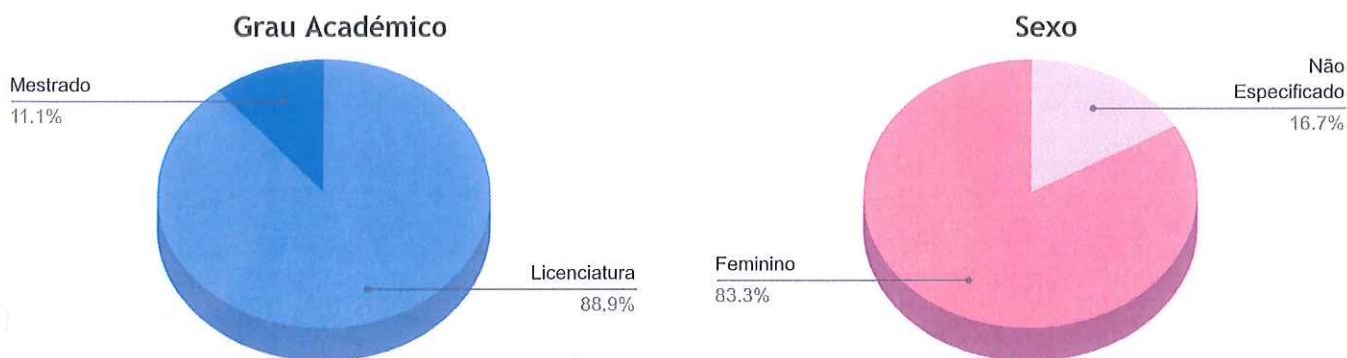 Grau Académico
Mestrado
11.1%
Licenciatura
88.9%
Sexo
Não
Especificado
16.7%
Feminino
83.3%